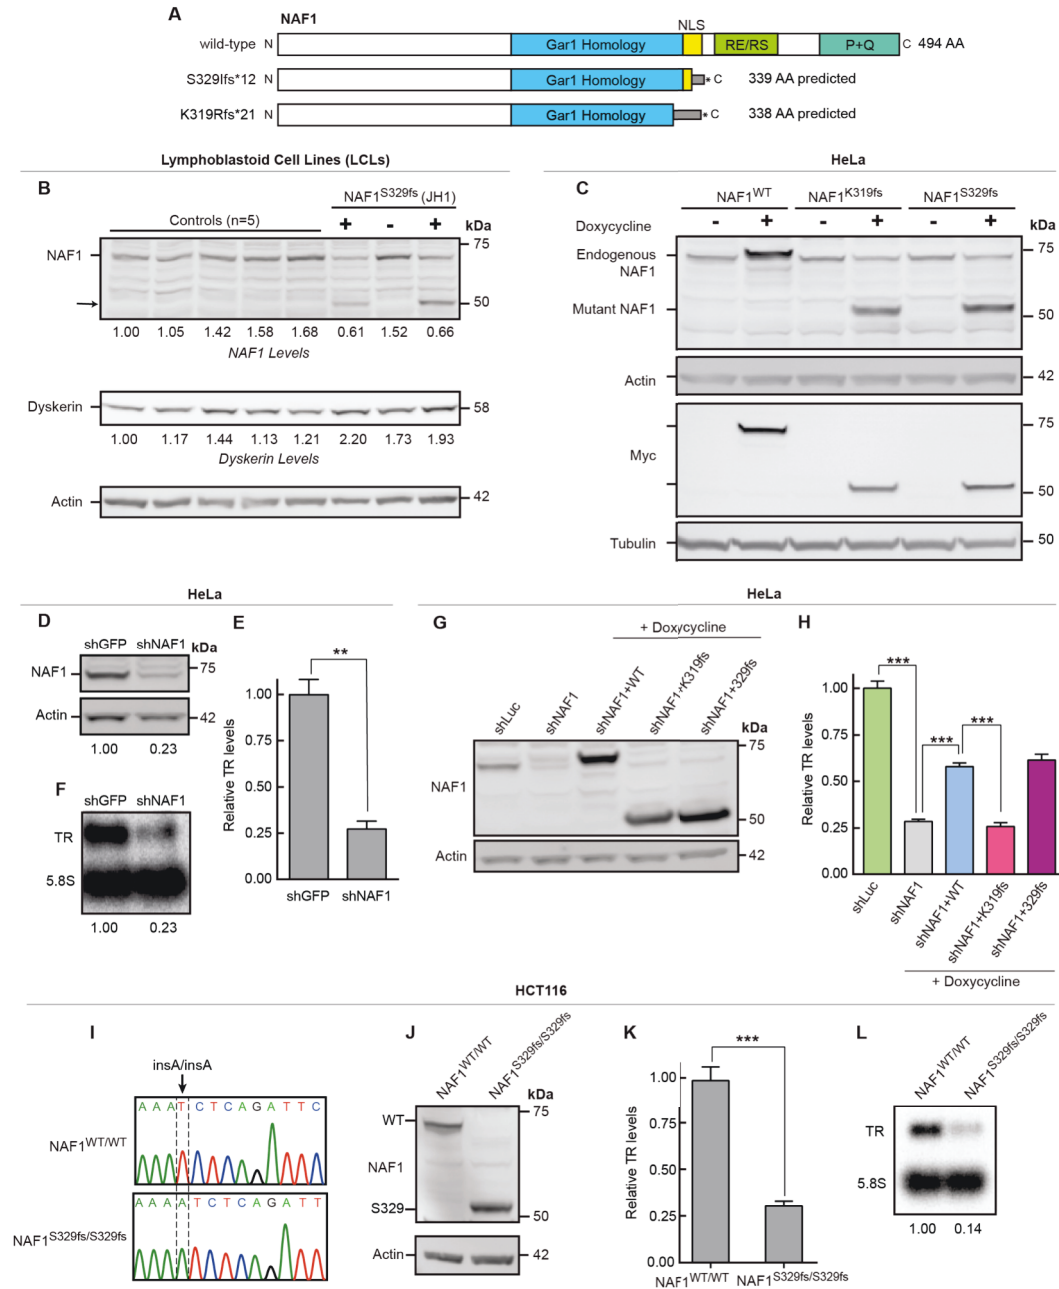 A
NAF1
NLS
wild-type N Gar1 Homology RE/RS P+Q C 494 AA
S329Ifs*12 N Gar1 Homology * C 339 AA predicted
K319Rfs*21 N Gar1 Homology * C 338 AA predicted
Lymphoblastoid Cell Lines (LCLs)
B
NAF1S329fs (JH1)
Controls (n=5) + - + kDa
NAF1
75
50
1.00 1.05 1.42 1.58 1.68 0.61 1.52 0.66
NAF1 Levels
Dyskerin 58
1.00 1.17 1.44 1.13 1.21 2.20 1.73 1.93
Dyskerin Levels
Actin 42
HeLa
C
NAF1WT NAF1K319fs NAF1S329fs
Doxycycline - + - + - + kDa
Endogenous
NAF1
75
Mutant NAF1
50
Actin 42
75
Myc
50
Tubulin 50
HeLa
D
shGFP shNAF1 kDa
NAF1 75
Actin 42
1.00 0.23
E
**
Relative TR levels
1.00
0.75
0.50
0.25
0.00
shGFP shNAF1
F
shGFP shNAF1
TR
5.8S
1.00 0.23
HeLa
G
+ Doxycycline
shLuc shNAF1 shNAF1+WT shNAF1+K319fs shNAF1+329fs
kDa
75
NAF1
50
Actin 42
H
*** *** ***
Relative TR levels
1.00
0.75
0.50
0.25
0.00
shLuc shNAF1 shNAF1+WT shNAF1+K319fs shNAF1+329fs
+ Doxycycline
HCT116
I
insA/insA
A A A T C T C A G A T T C
NAF1WT/WT
A A A A T C T C A G A T T
NAF1S329fs/S329fs
J
NAF1WT/WT NAF1S329fs/S329fs
kDa
WT 75
NAF1
S329 50
Actin 42
K
***
Relative TR levels
1.00
0.75
0.50
0.25
0.00
NAF1WT/WT NAF1S329fs/S329fs
L
NAF1WT/WT NAF1S329fs/S329fs
TR
5.8S
1.00 0.14